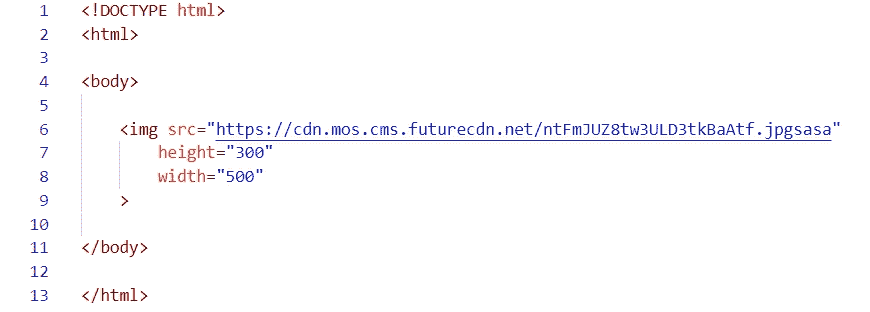 1 <!DOCTYPE html>
2 <html>
3
4 <body>
5
6 <img src="https://cdn.mos.cms.futurecdn.net/ntFmJUZ8tw3ULD3tkBaAtf.jpgsasa"
7 height="300"
8 width="500"
9 >
10
11 </body>
12
13 </html>